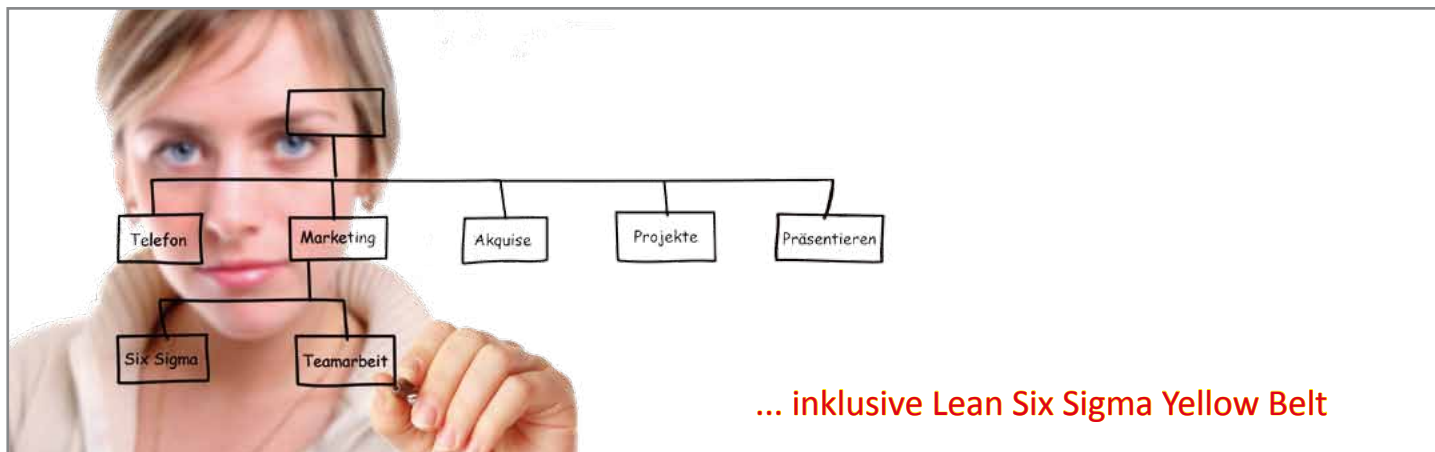 Telefon Marketing Akquise Projekte Präsentieren
Six Sigma Teamarbeit
... inklusive Lean Six Sigma Yellow Belt